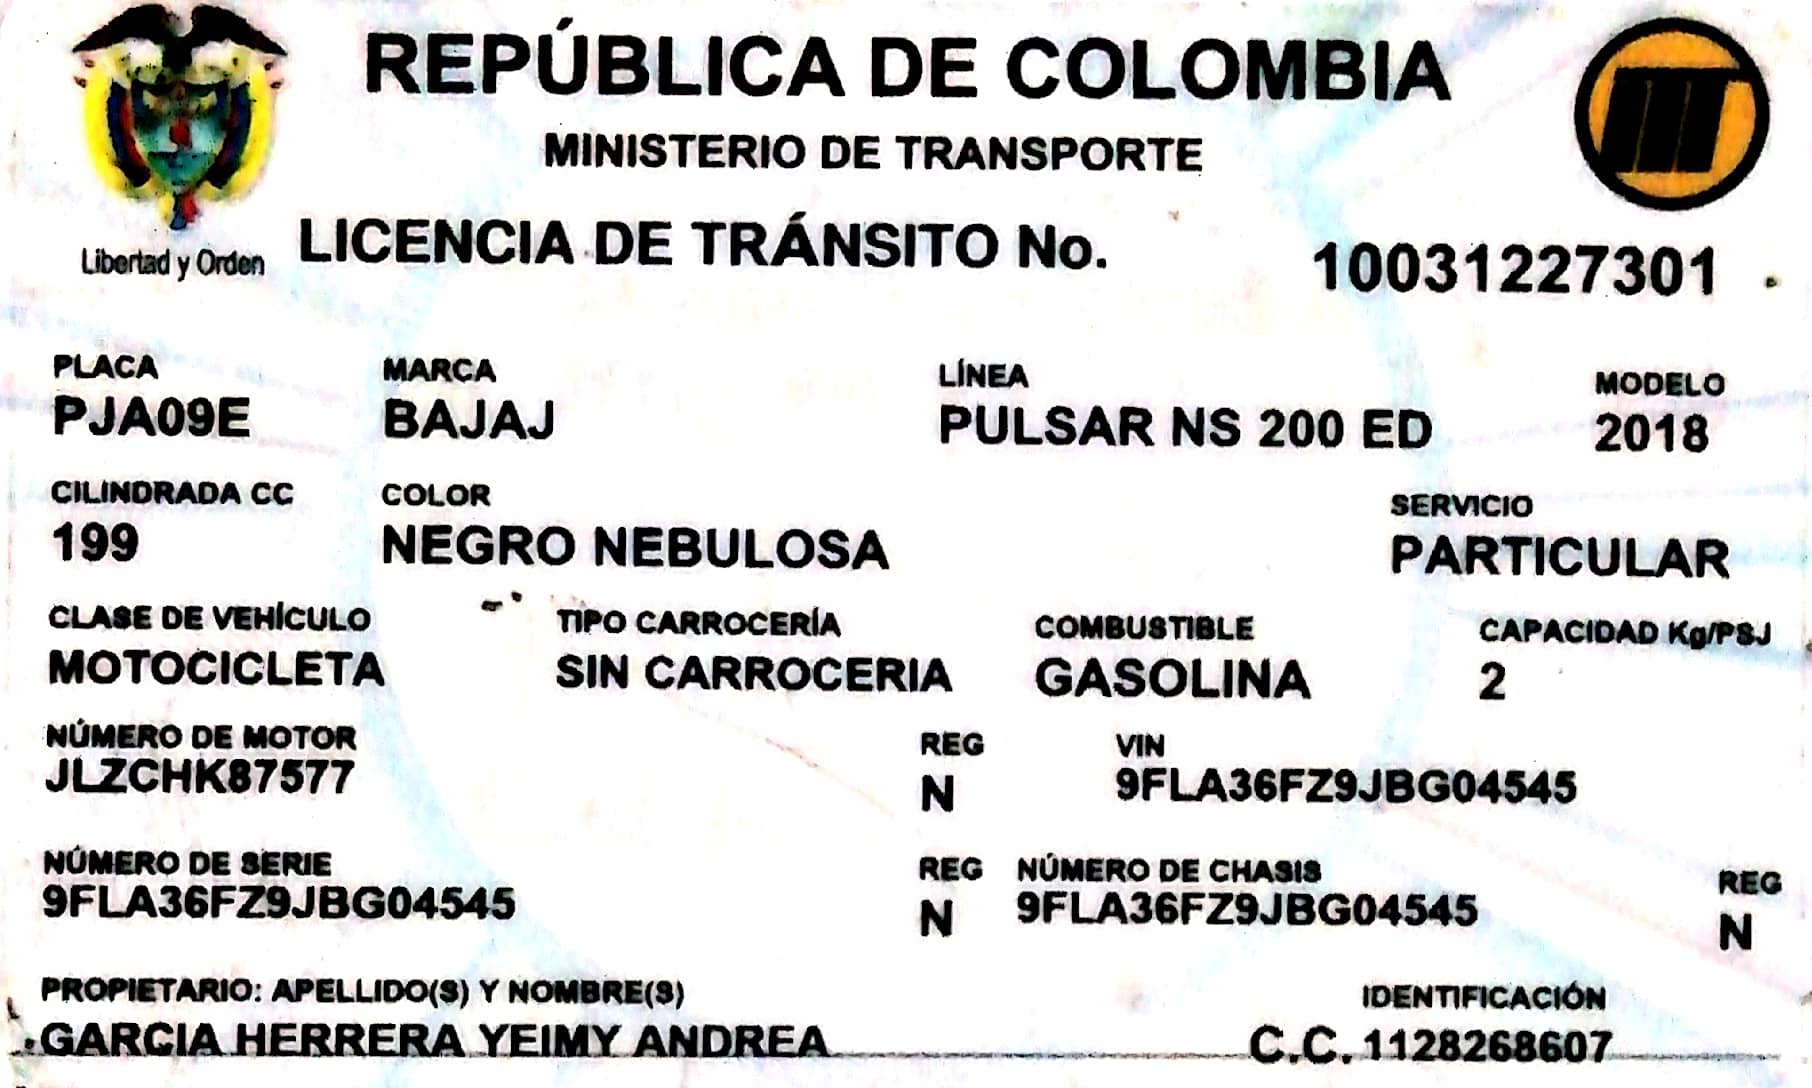 REPÚBLICA DE COLOMBIA
MINISTERIO DE TRANSPORTE
Libertad y Orden
LICENCIA DE TRÁNSITO No. 10031227301
PLACA MARCA LÍNEA MODELO
PJA09E BAJAJ PULSAR NS 200 ED 2018
CILINDRADA CC COLOR SERVICIO
199 NEGRO NEBULOSA PARTICULAR
CLASE DE VEHÍCULO TIPO CARROCERÍA COMBUSTIBLE CAPACIDAD Kg/PSJ
MOTOCICLETA SIN CARROCERIA GASOLINA 2
NÚMERO DE MOTOR REG VIN
JLZCHK87577 N 9FLA36FZ9JBG04545
NÚMERO DE SERIE REG NÚMERO DE CHASIS REG
9FLA36FZ9JBG04545 N 9FLA36FZ9JBG04545 N
PROPIETARIO: APELLIDO(S) Y NOMBRE(S) IDENTIFICACIÓN
GARCIA HERRERA YEIMY ANDREA C.C. 1128268607